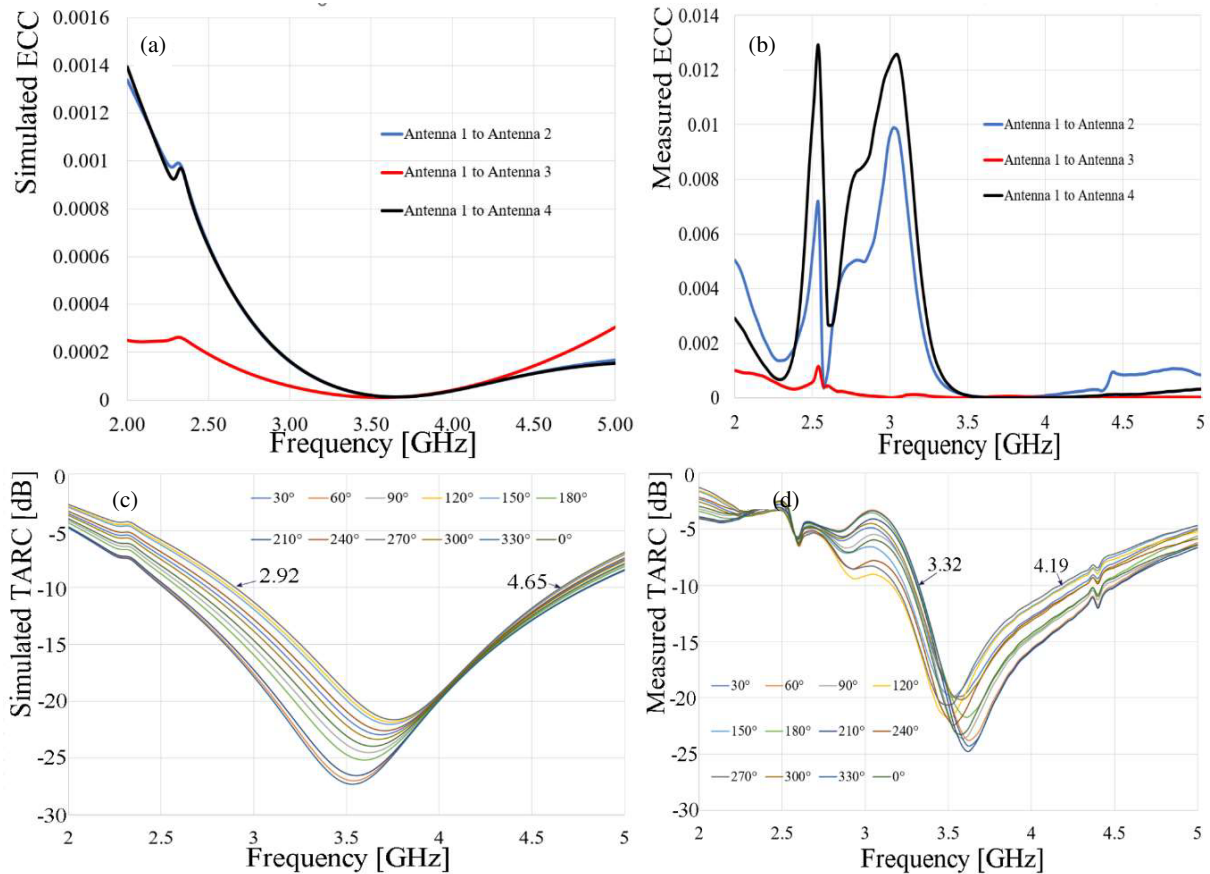 (a)
Simulated ECC
0.0016
0.0014
0.0012
0.001
0.0008
0.0006
0.0004
0.0002
0
Antenna 1 to Antenna 2
Antenna 1 to Antenna 3
Antenna 1 to Antenna 4
2.00 2.50 3.00 3.50 4.00 4.50 5.00
Frequency [GHz]
(b)
Measured ECC
0.014
0.012
0.01
0.008
0.006
0.004
0.002
0
Antenna 1 to Antenna 2
Antenna 1 to Antenna 3
Antenna 1 to Antenna 4
2 2.5 3 3.5 4 4.5 5
Frequency [GHz]
(c)
Simulated TARC [dB]
0
-5
-10
-15
-20
-25
-30
30° 60° 90° 120° 150° 180°
210° 240° 270° 300° 330° 0°
2.92
4.65
2 2.5 3 3.5 4 4.5 5
Frequency [GHz]
(d)
Measured TARC [dB]
0
-5
-10
-15
-20
-25
-30
3.32
4.19
30° 60° 90° 120°
150° 180° 210° 240°
270° 300° 330° 0°
2 2.5 3 3.5 4 4.5 5
Frequency [GHz]